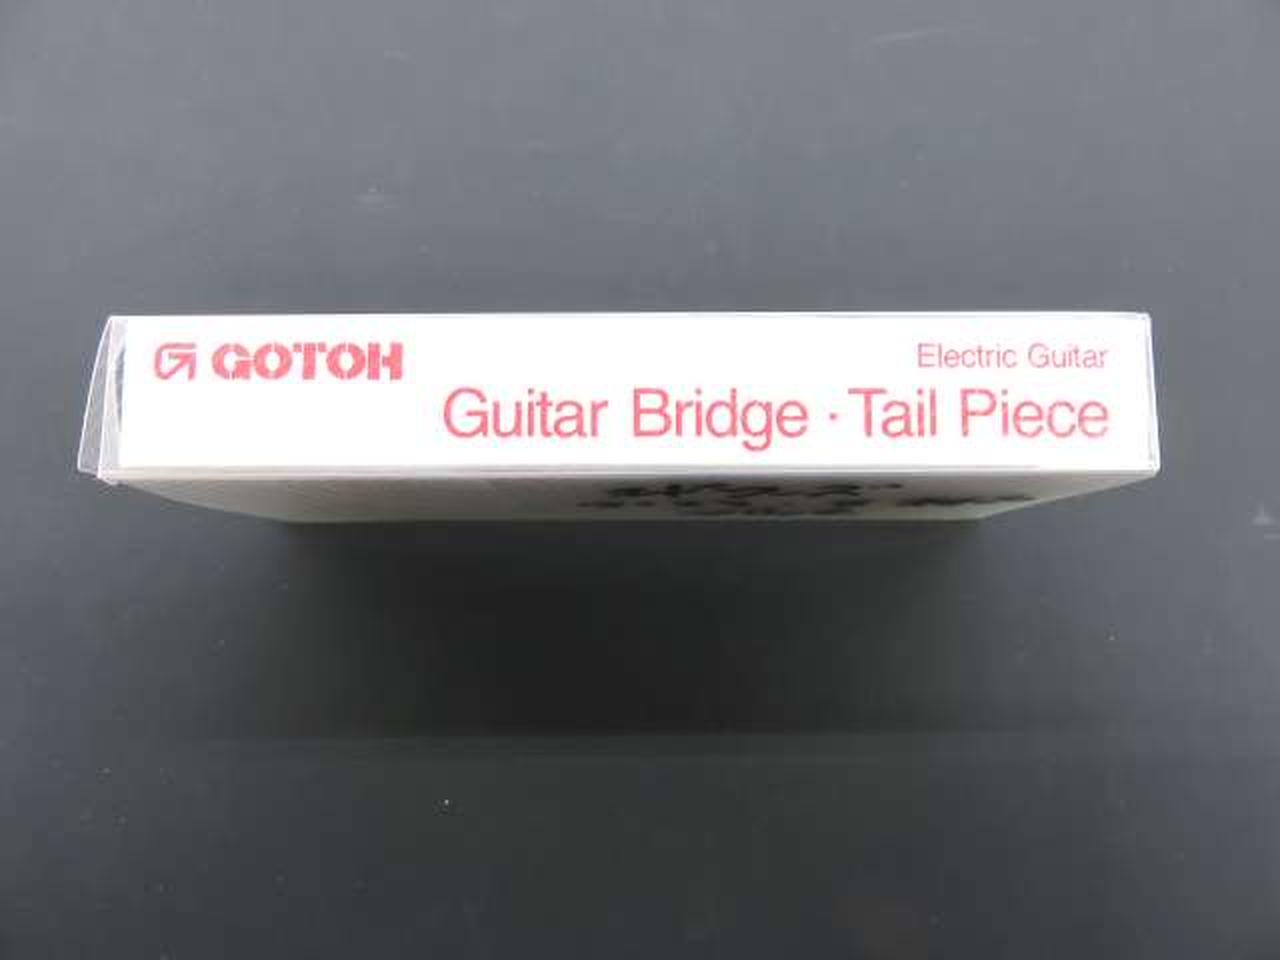 GOTOH
Electric Guitar
Guitar Bridge · Tail Piece